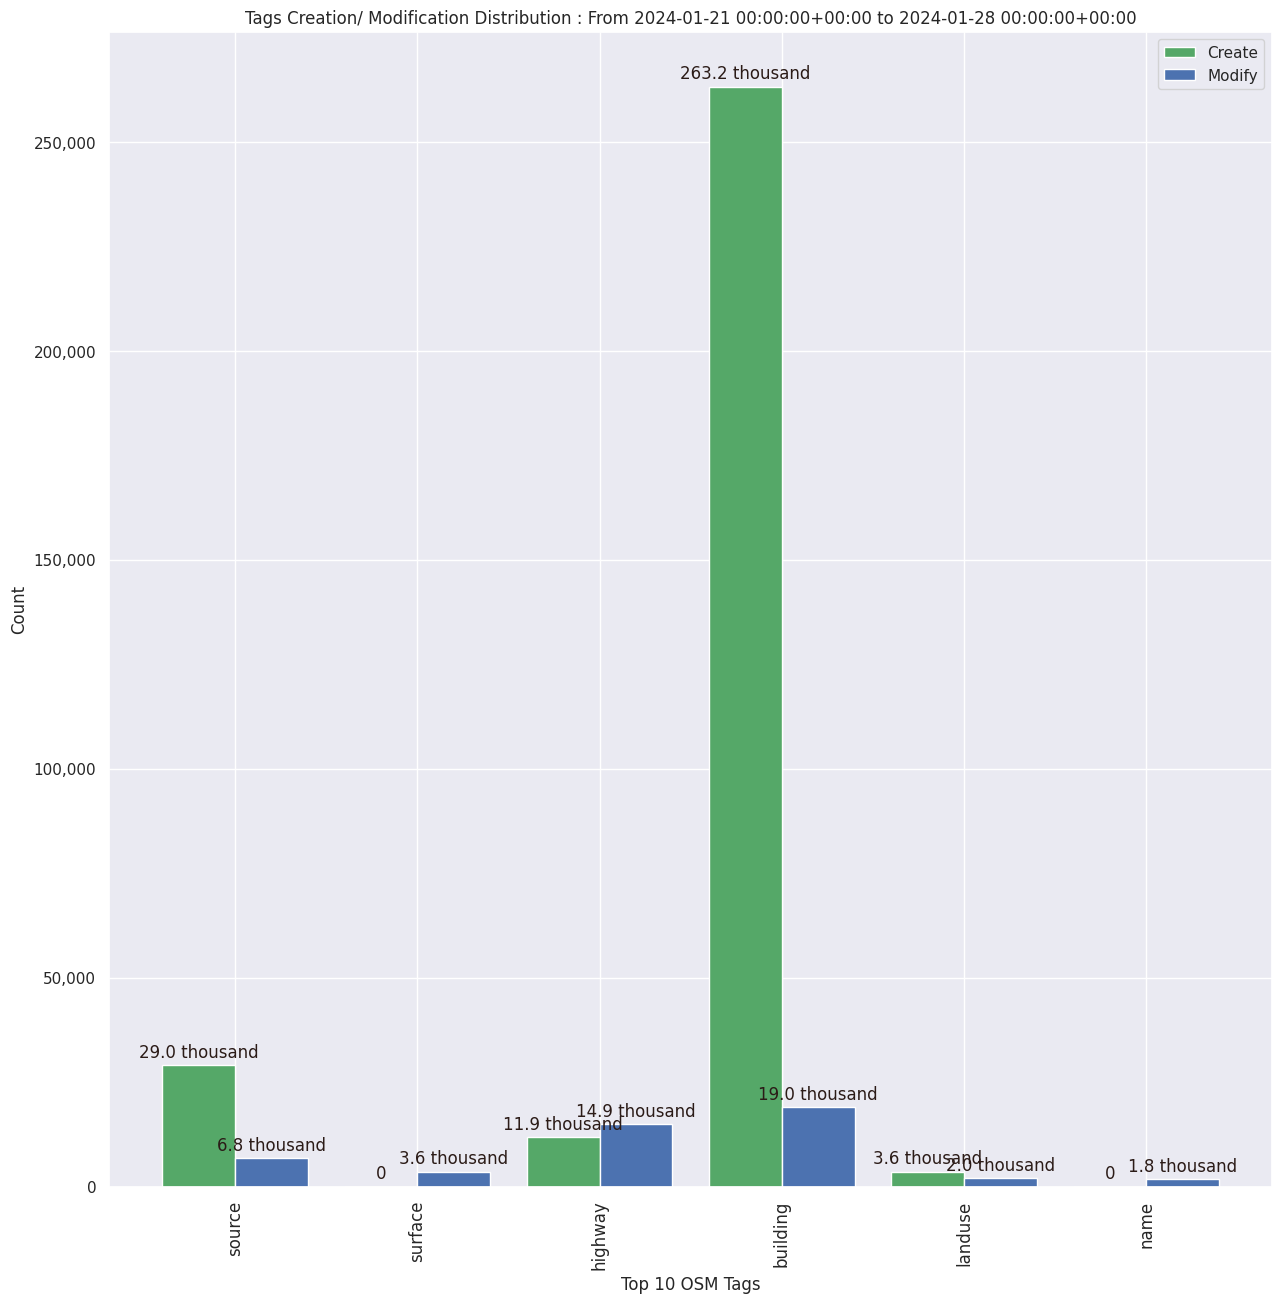 Tags Creation/ Modification Distribution : From 2024-01-21 00:00:00+00:00 to 2024-01-28 00:00:00+00:00
Create
Modify
263.2 thousand
250,000
200,000
150,000
100,000
50,000
0
Count
29.0 thousand
6.8 thousand
0
3.6 thousand
11.9 thousand
14.9 thousand
19.0 thousand
3.6 thousand
2.0 thousand
0
1.8 thousand
source
surface
highway
building
landuse
name
Top 10 OSM Tags